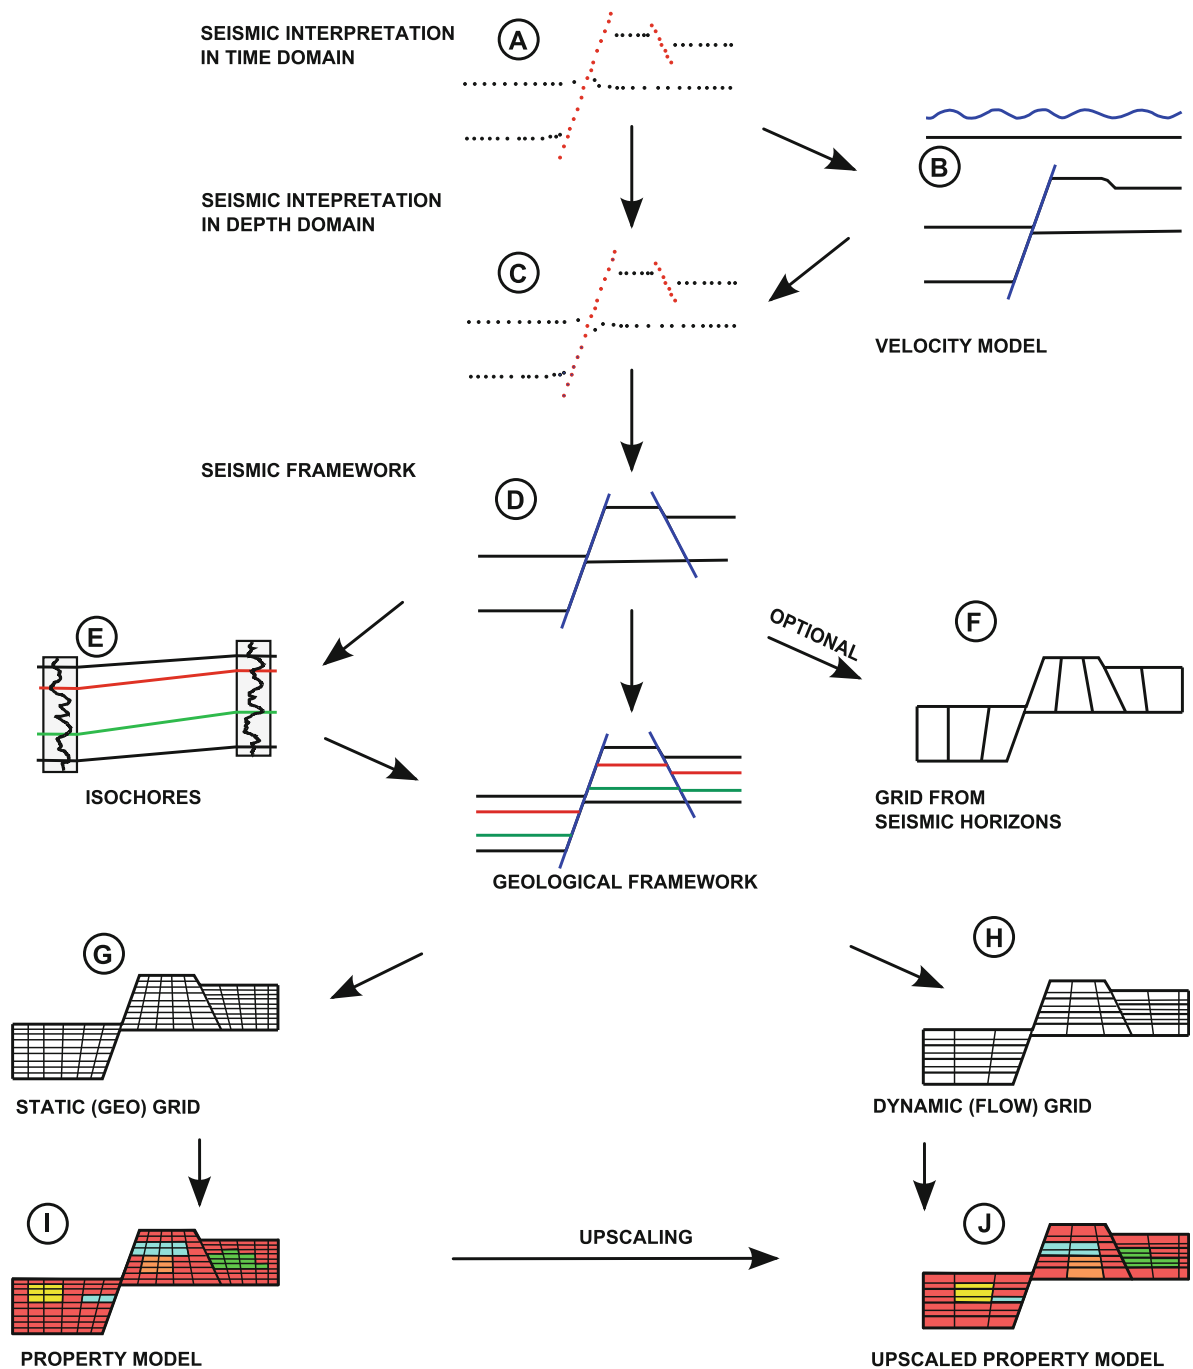 SEISMIC INTERPRETATION
IN TIME DOMAIN
A
B
SEISMIC INTEPRETATION
IN DEPTH DOMAIN
C
VELOCITY MODEL
SEISMIC FRAMEWORK
D
E
OPTIONAL
F
ISOCHORES
GRID FROM
SEISMIC HORIZONS
GEOLOGICAL FRAMEWORK
G
H
STATIC (GEO) GRID
DYNAMIC (FLOW) GRID
I
UPSCALING
J
PROPERTY MODEL
UPSCALED PROPERTY MODEL